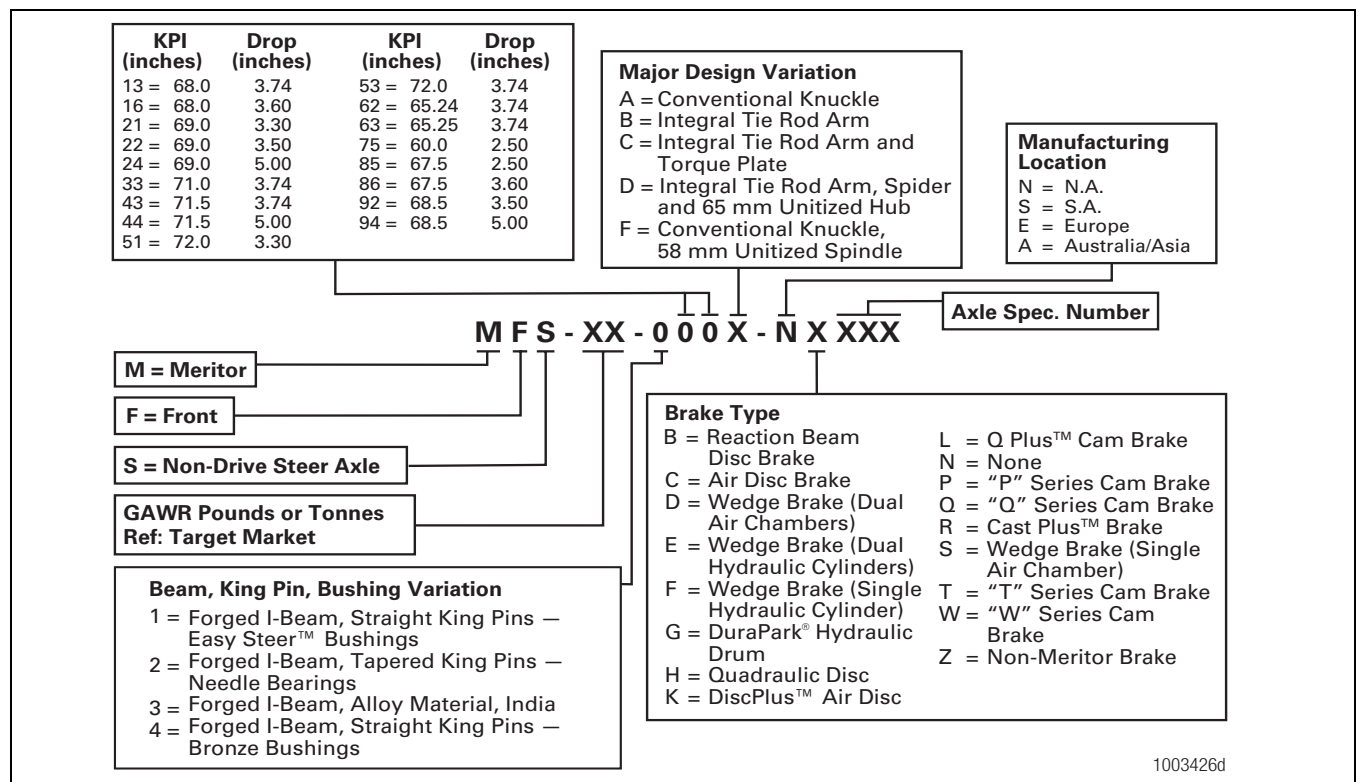 KPI Drop KPI Drop
(inches) (inches) (inches) (inches)
13 = 68.0 3.74 53 = 72.0 3.74
16 = 68.0 3.60 62 = 65.24 3.74
21 = 69.0 3.30 63 = 65.25 3.74
22 = 69.0 3.50 75 = 60.0 2.50
24 = 69.0 5.00 85 = 67.5 2.50
33 = 71.0 3.74 86 = 67.5 3.60
43 = 71.5 3.74 92 = 68.5 3.50
44 = 71.5 5.00 94 = 68.5 5.00
51 = 72.0 3.30
Major Design Variation
A = Conventional Knuckle
B = Integral Tie Rod Arm
C = Integral Tie Rod Arm and
Torque Plate
D = Integral Tie Rod Arm, Spider
and 65 mm Unitized Hub
F = Conventional Knuckle,
58 mm Unitized Spindle
Manufacturing
Location
N = N.A.
S = S.A.
E = Europe
A = Australia/Asia
Axle Spec. Number
M F S - XX - 0 0 0 X - N X XXX
M = Meritor
F = Front
S = Non-Drive Steer Axle
GAWR Pounds or Tonnes
Ref: Target Market
Beam, King Pin, Bushing Variation
1 = Forged I-Beam, Straight King Pins —
Easy Steer™ Bushings
2 = Forged I-Beam, Tapered King Pins —
Needle Bearings
3 = Forged I-Beam, Alloy Material, India
4 = Forged I-Beam, Straight King Pins —
Bronze Bushings
Brake Type
B = Reaction Beam
Disc Brake
C = Air Disc Brake
D = Wedge Brake (Dual
Air Chambers)
E = Wedge Brake (Dual
Hydraulic Cylinders)
F = Wedge Brake (Single
Hydraulic Cylinder)
G = DuraPark® Hydraulic
Drum
H = Quadraulic Disc
K = DiscPlus™ Air Disc
L = Q Plus™ Cam Brake
N = None
P = “P” Series Cam Brake
Q = “Q” Series Cam Brake
R = Cast Plus™ Brake
S = Wedge Brake (Single
Air Chamber)
T = “T” Series Cam Brake
W = “W” Series Cam
Brake
Z = Non-Meritor Brake
1003426d